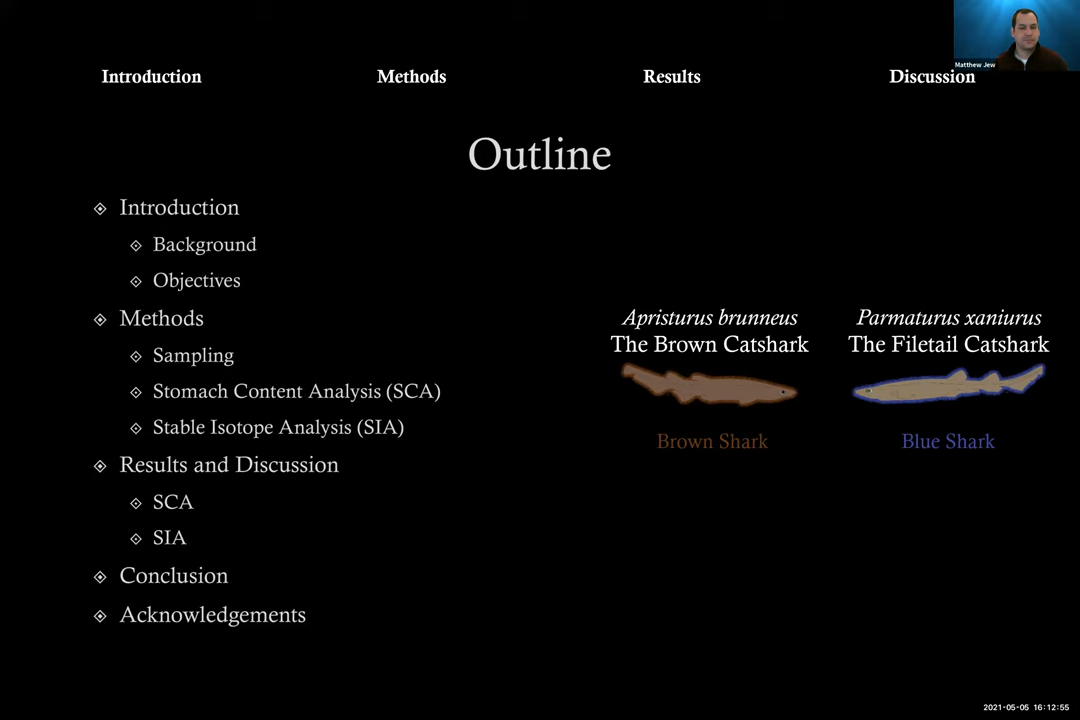 Matthew Jew
Introduction Methods Results Discussion
Outline
Introduction
Background
Objectives
Methods
Sampling
Stomach Content Analysis (SCA)
Stable Isotope Analysis (SIA)
Results and Discussion
SCA
SIA
Conclusion
Acknowledgements
Apristurus brunneus
The Brown Catshark
Brown Shark
Parmaturus xaniurus
The Filetail Catshark
Blue Shark
2021-05-05 16:12:55